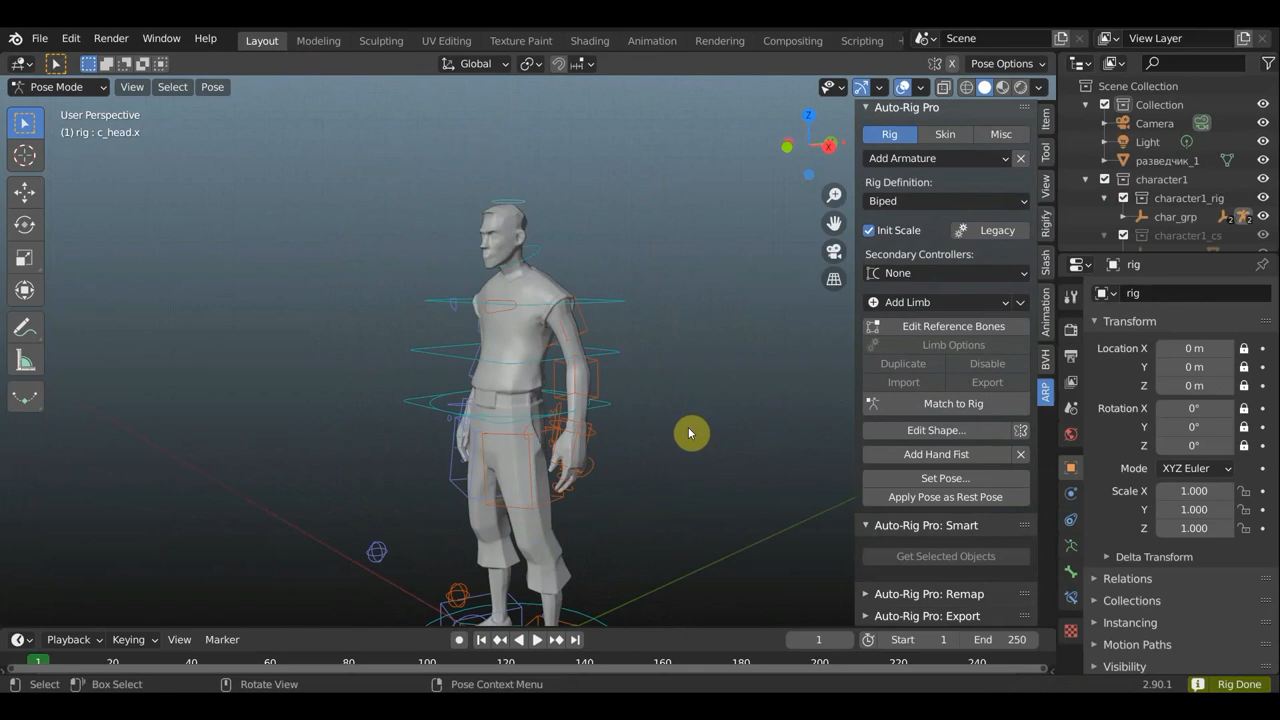 File Edit Render Window Help Layout Modeling Sculpting UV Editing Texture Paint Shading Animation Rendering Compositing Scripting Scene View Layer
Global Pose Options
Pose Mode View Select Pose
User Perspective
(1) rig : c_head.x
Z
X
Auto-Rig Pro
Rig Skin Misc
Add Armature
Rig Definition:
Biped
Init Scale Legacy
Secondary Controllers:
None
Add Limb
Edit Reference Bones
Limb Options
Duplicate Disable
Import Export
Match to Rig
Edit Shape...
Add Hand Fist
Set Pose...
Apply Pose as Rest Pose
Auto-Rig Pro: Smart
Get Selected Objects
Auto-Rig Pro: Remap
Auto-Rig Pro: Export
Item
Tool
View
Rigify
Slash
Animation
BVH
ARP
Scene Collection
Collection
Camera
Light
разведчик_1
character1
character1_rig
char_grp 2 2
character1_cs
rig
rig
Transform
Location X 0 m
Y 0 m
Z 0 m
Rotation X 0°
Y 0°
Z 0°
Mode XYZ Euler
Scale X 1.000
Y 1.000
Z 1.000
Delta Transform
Relations
Collections
Instancing
Motion Paths
Visibility
Playback Keying View Marker 1 Start 1 End 250
1 20 40 60 80 100 120 140 160 180 200 220 240
Select Box Select Rotate View Pose Context Menu 2.90.1 Rig Done